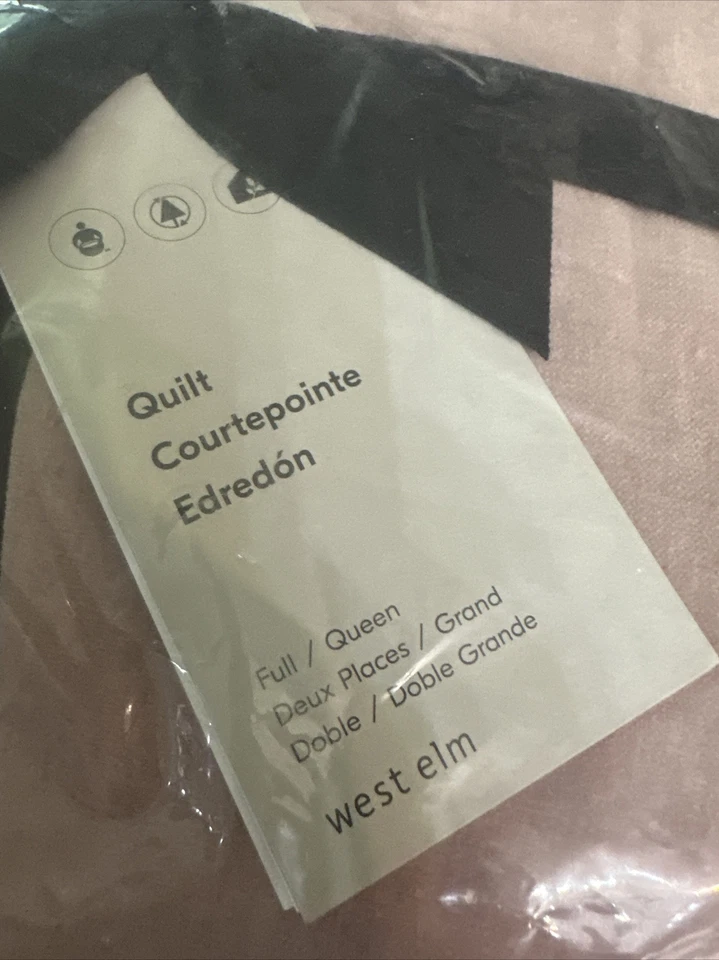 Quilt
Courtepointe
Edredón
Full / Queen
Deux Places / Grand
Doble / Doble Grande
west elm